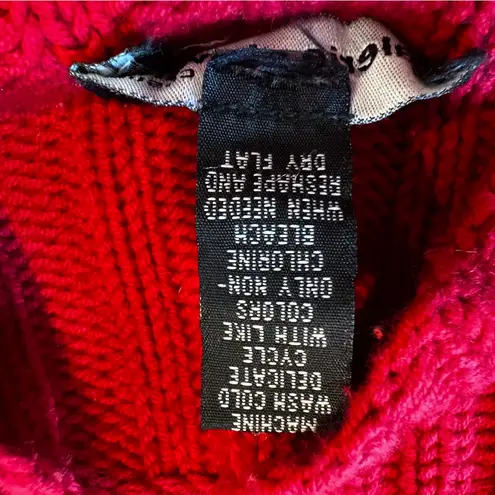 MACHINE
WASH COLD
DELICATE
CYCLE
WITH LIKE
COLORS
ONLY NON-
CHLORINE
BLEACH
WHEN NEEDED
RESHAPE AND
DRY FLAT